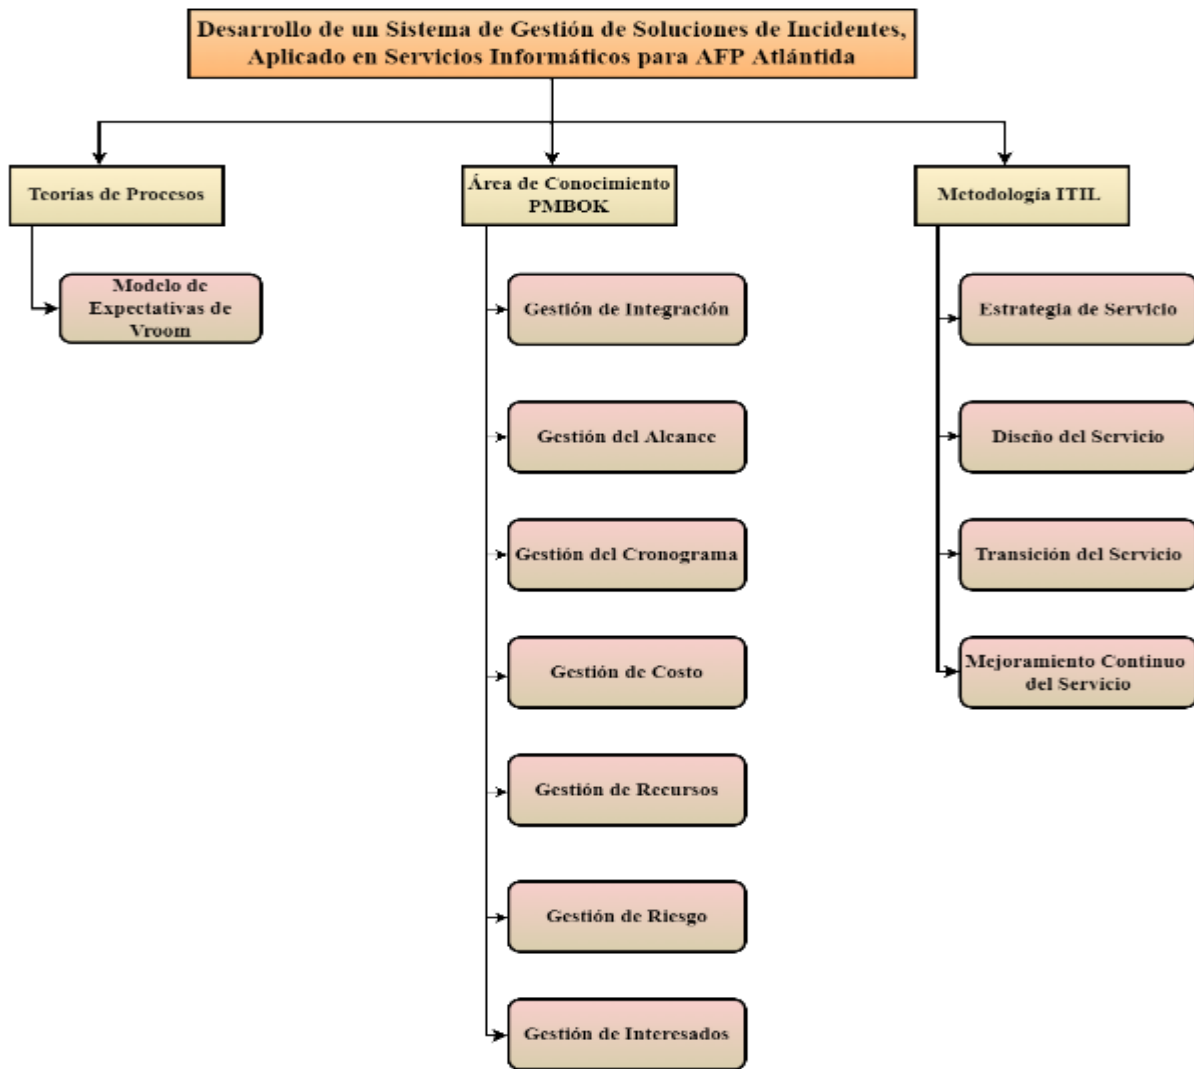 Desarrollo de un Sistema de Gestión de Soluciones de Incidentes,
Aplicado en Servicios Informáticos para AFP Atlántida
Teorías de Procesos
Modelo de
Expectativas de
Vroom
Área de Conocimiento
PMBOK
Gestión de Integración
Gestión del Alcance
Gestión del Cronograma
Gestión de Costo
Gestión de Recursos
Gestión de Riesgo
Gestión de Interesados
Metodología ITIL
Estrategia de Servicio
Diseño del Servicio
Transición del Servicio
Mejoramiento Continuo
del Servicio